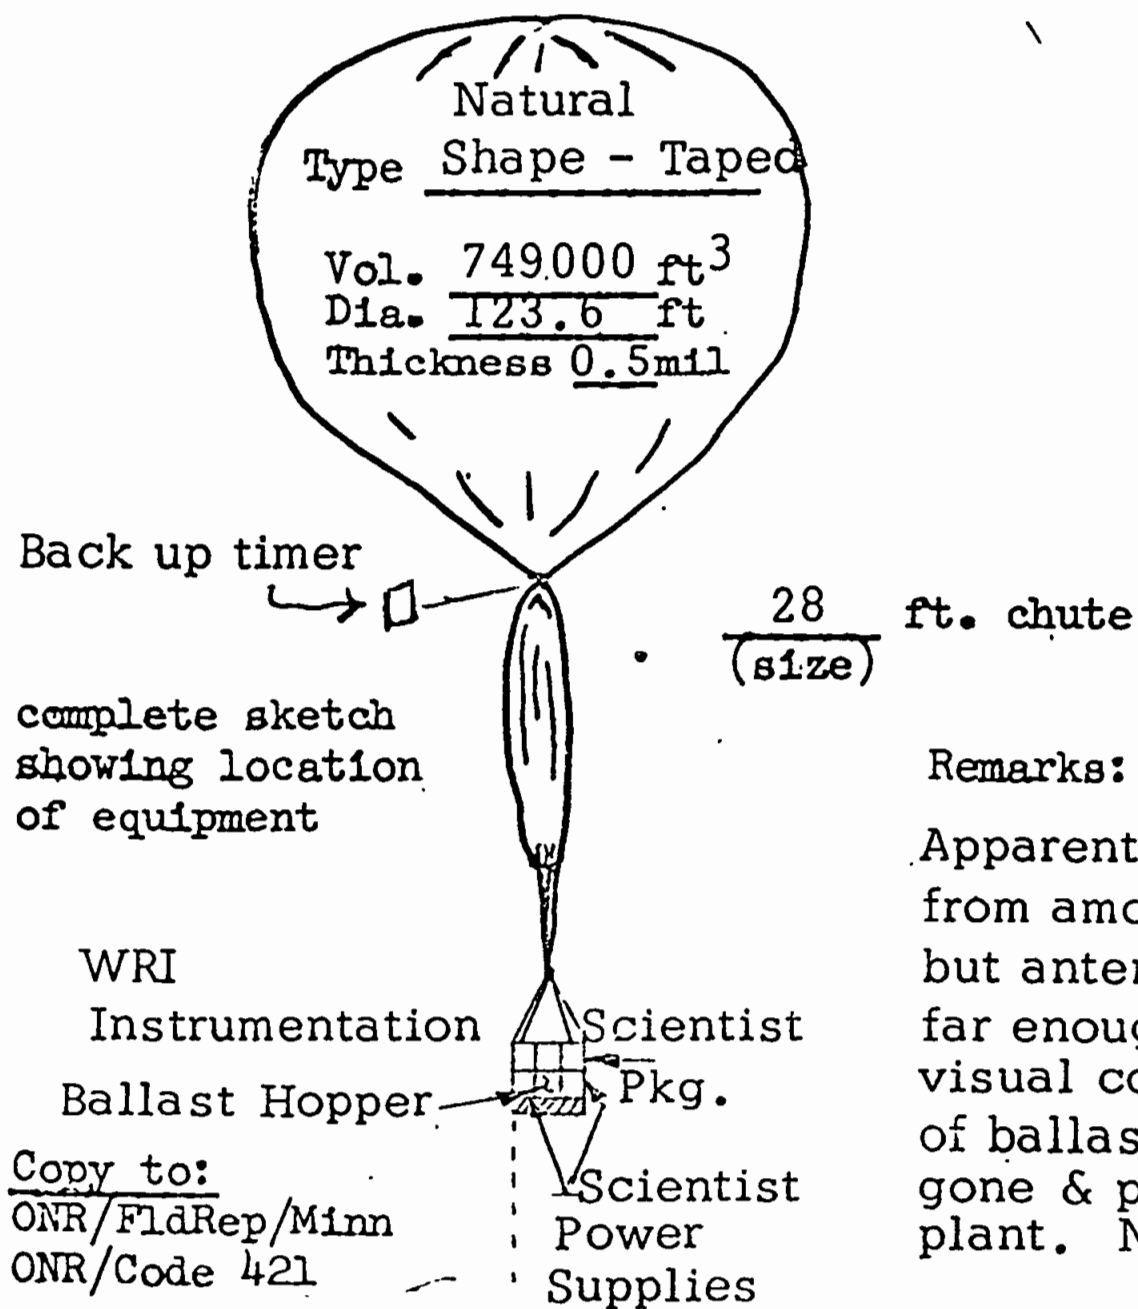 Natural
Type Shape - Taped
Vol. 749.000 ft3
Dia. 123.6 ft
Thickness 0.5mil
Back up timer
28 ft. chute
(size)
complete sketch
showing location
of equipment
Remarks:
Apparent
from amo
but anter
far enoug
visual co
of ballas
gone & p
plant. N
WRI
Instrumentation
Scientist
Pkg.
Ballast Hopper
Scientist
Power
Supplies
Copy to:
ONR/FldRep/Minn
ONR/Code 421